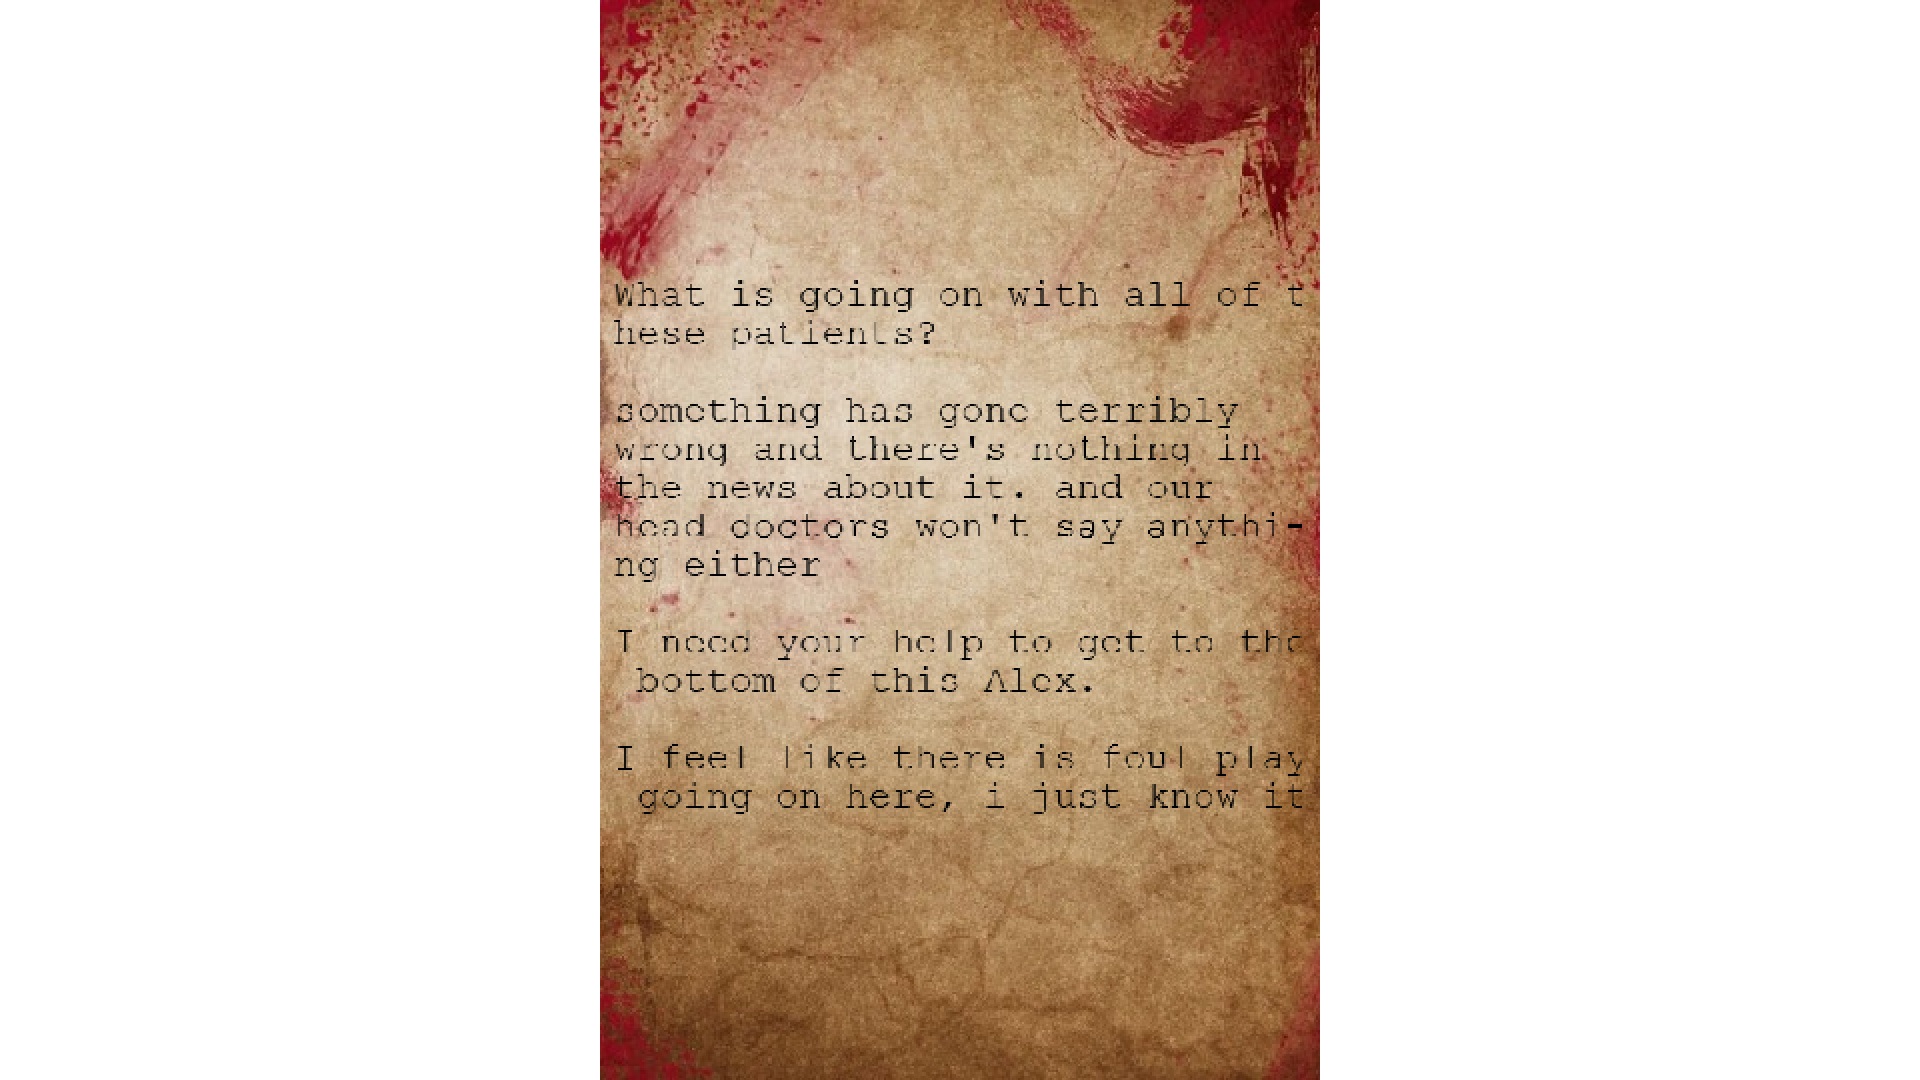 What is going on with all of t
hese patients?
something has gone terribly
wrong and there's nothing in
the news about it. and our
head doctors won't say anythi-
ng either
I need your help to get to the
bottom of this Alex.
I feel like there is foul play
going on here, i just know it